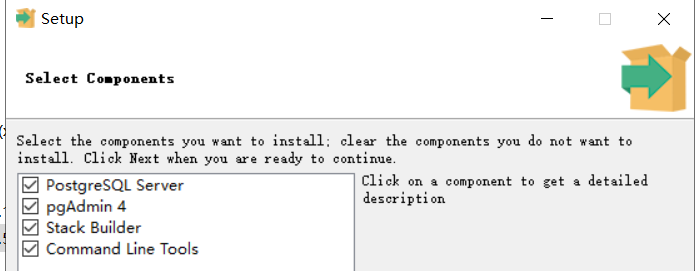 Setup
Select Components
Select the components you want to install; clear the components you do not want to
install. Click Next when you are ready to continue.
PostgreSQL Server
pgAdmin 4
Stack Builder
Command Line Tools
Click on a component to get a detailed
description